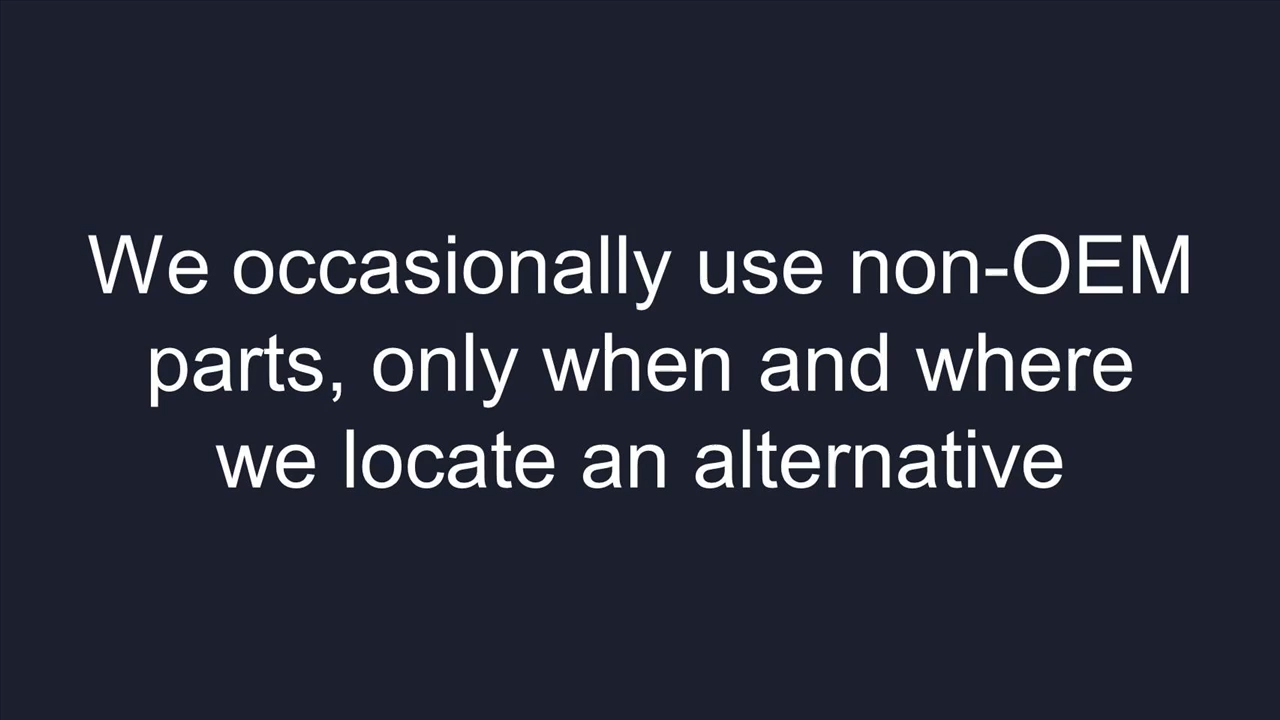 We occasionally use non-OEM
parts, only when and where
we locate an alternative